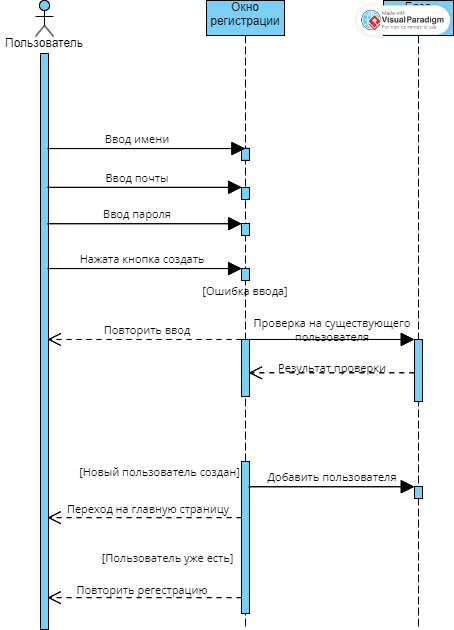 Окно
регистрации
Made with
Visual Paradigm
For non-commercial use
Пользователь
Ввод имени
Ввод почты
Ввод пароля
Нажата кнопка создать
[Ошибка ввода]
Повторить ввод
Проверка на существующего
пользователя
Результат проверки
[Новый пользователь создан]
Добавить пользователя
Переход на главную страницу
[Пользователь уже есть]
Повторить регестрацию